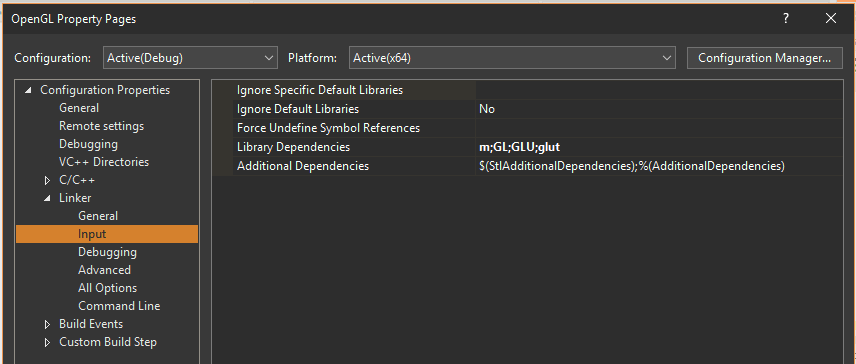 OpenGL Property Pages ? ✕
Configuration: Active(Debug) Platform: Active(x64) Configuration Manager...
Configuration Properties
General
Remote settings
Debugging
VC++ Directories
C/C++
Linker
General
Input
Debugging
Advanced
All Options
Command Line
Build Events
Custom Build Step
Ignore Specific Default Libraries
Ignore Default Libraries No
Force Undefine Symbol References
Library Dependencies m;GL;GLU;glut
Additional Dependencies $(StlAdditionalDependencies);%(AdditionalDependencies)